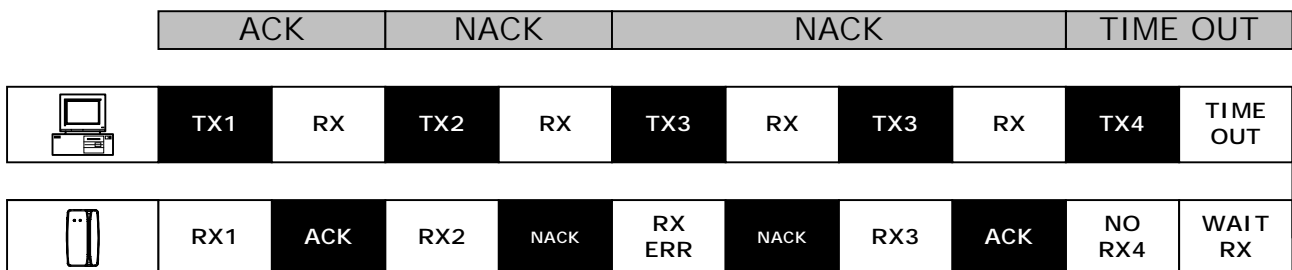 ACK NACK NACK TIME OUT
TX1 RX TX2 RX TX3 RX TX3 RX TX4 TIME OUT
RX1 ACK RX2 NACK RX ERR NACK RX3 ACK NO RX4 WAIT RX